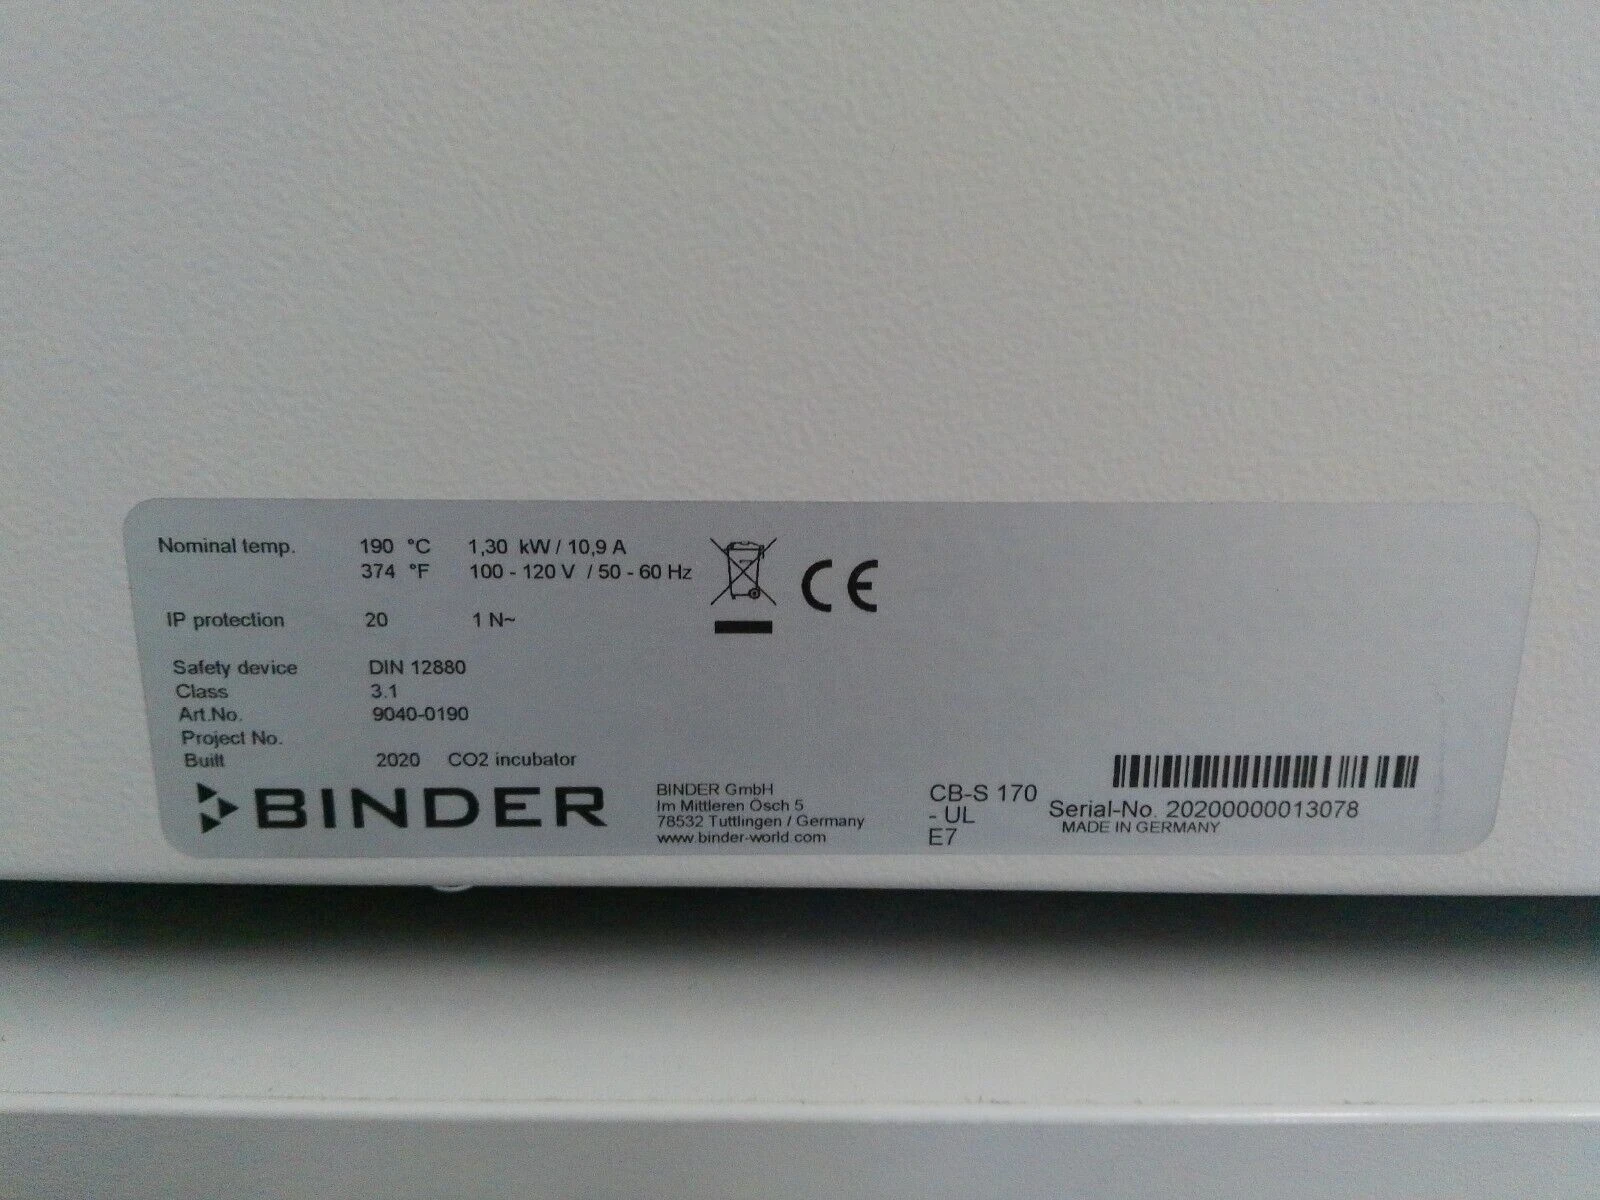 Nominal temp. 190 °C 1,30 kW / 10,9 A
374 °F 100 - 120 V / 50 - 60 Hz
IP protection 20 1 N~
Safety device DIN 12880
Class 3.1
Art.No. 9040-0190
Project No.
Built 2020 CO2 incubator
CE
BINDER
BINDER GmbH
Im Mittleren Ösch 5
78532 Tuttlingen / Germany
www.binder-world.com
CB-S 170
- UL
E7
Serial-No. 20200000013078
MADE IN GERMANY